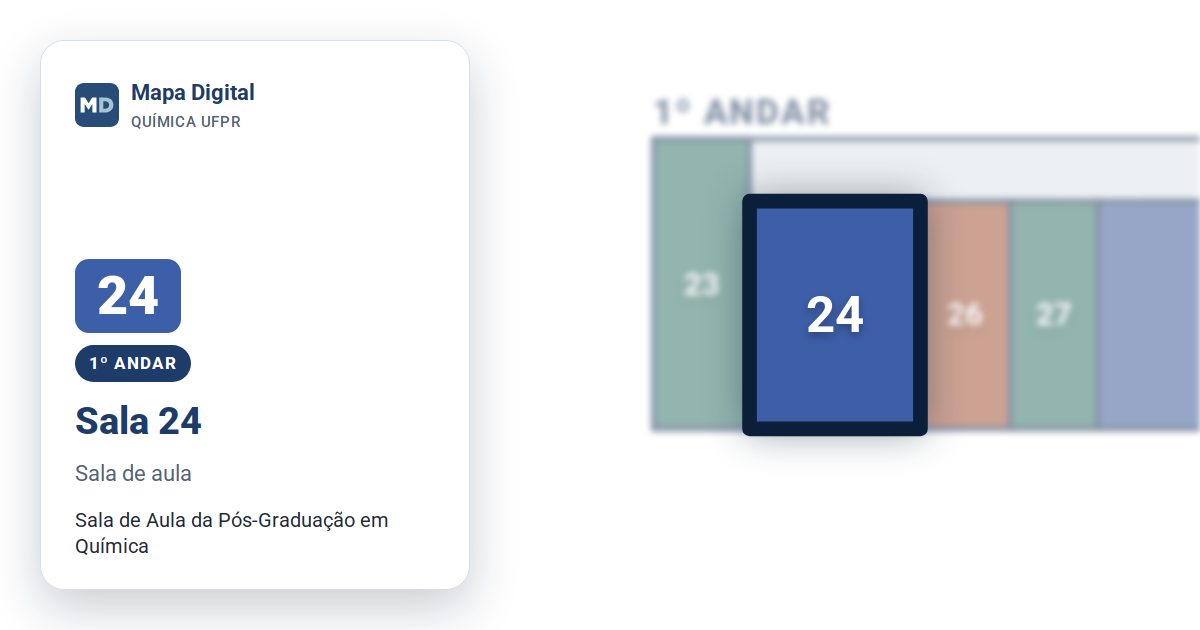 MD
Mapa Digital
QUÍMICA UFPR
24
1º ANDAR
Sala 24
Sala de aula
Sala de Aula da Pós-Graduação em
Química
1º ANDAR
23
24
26
27